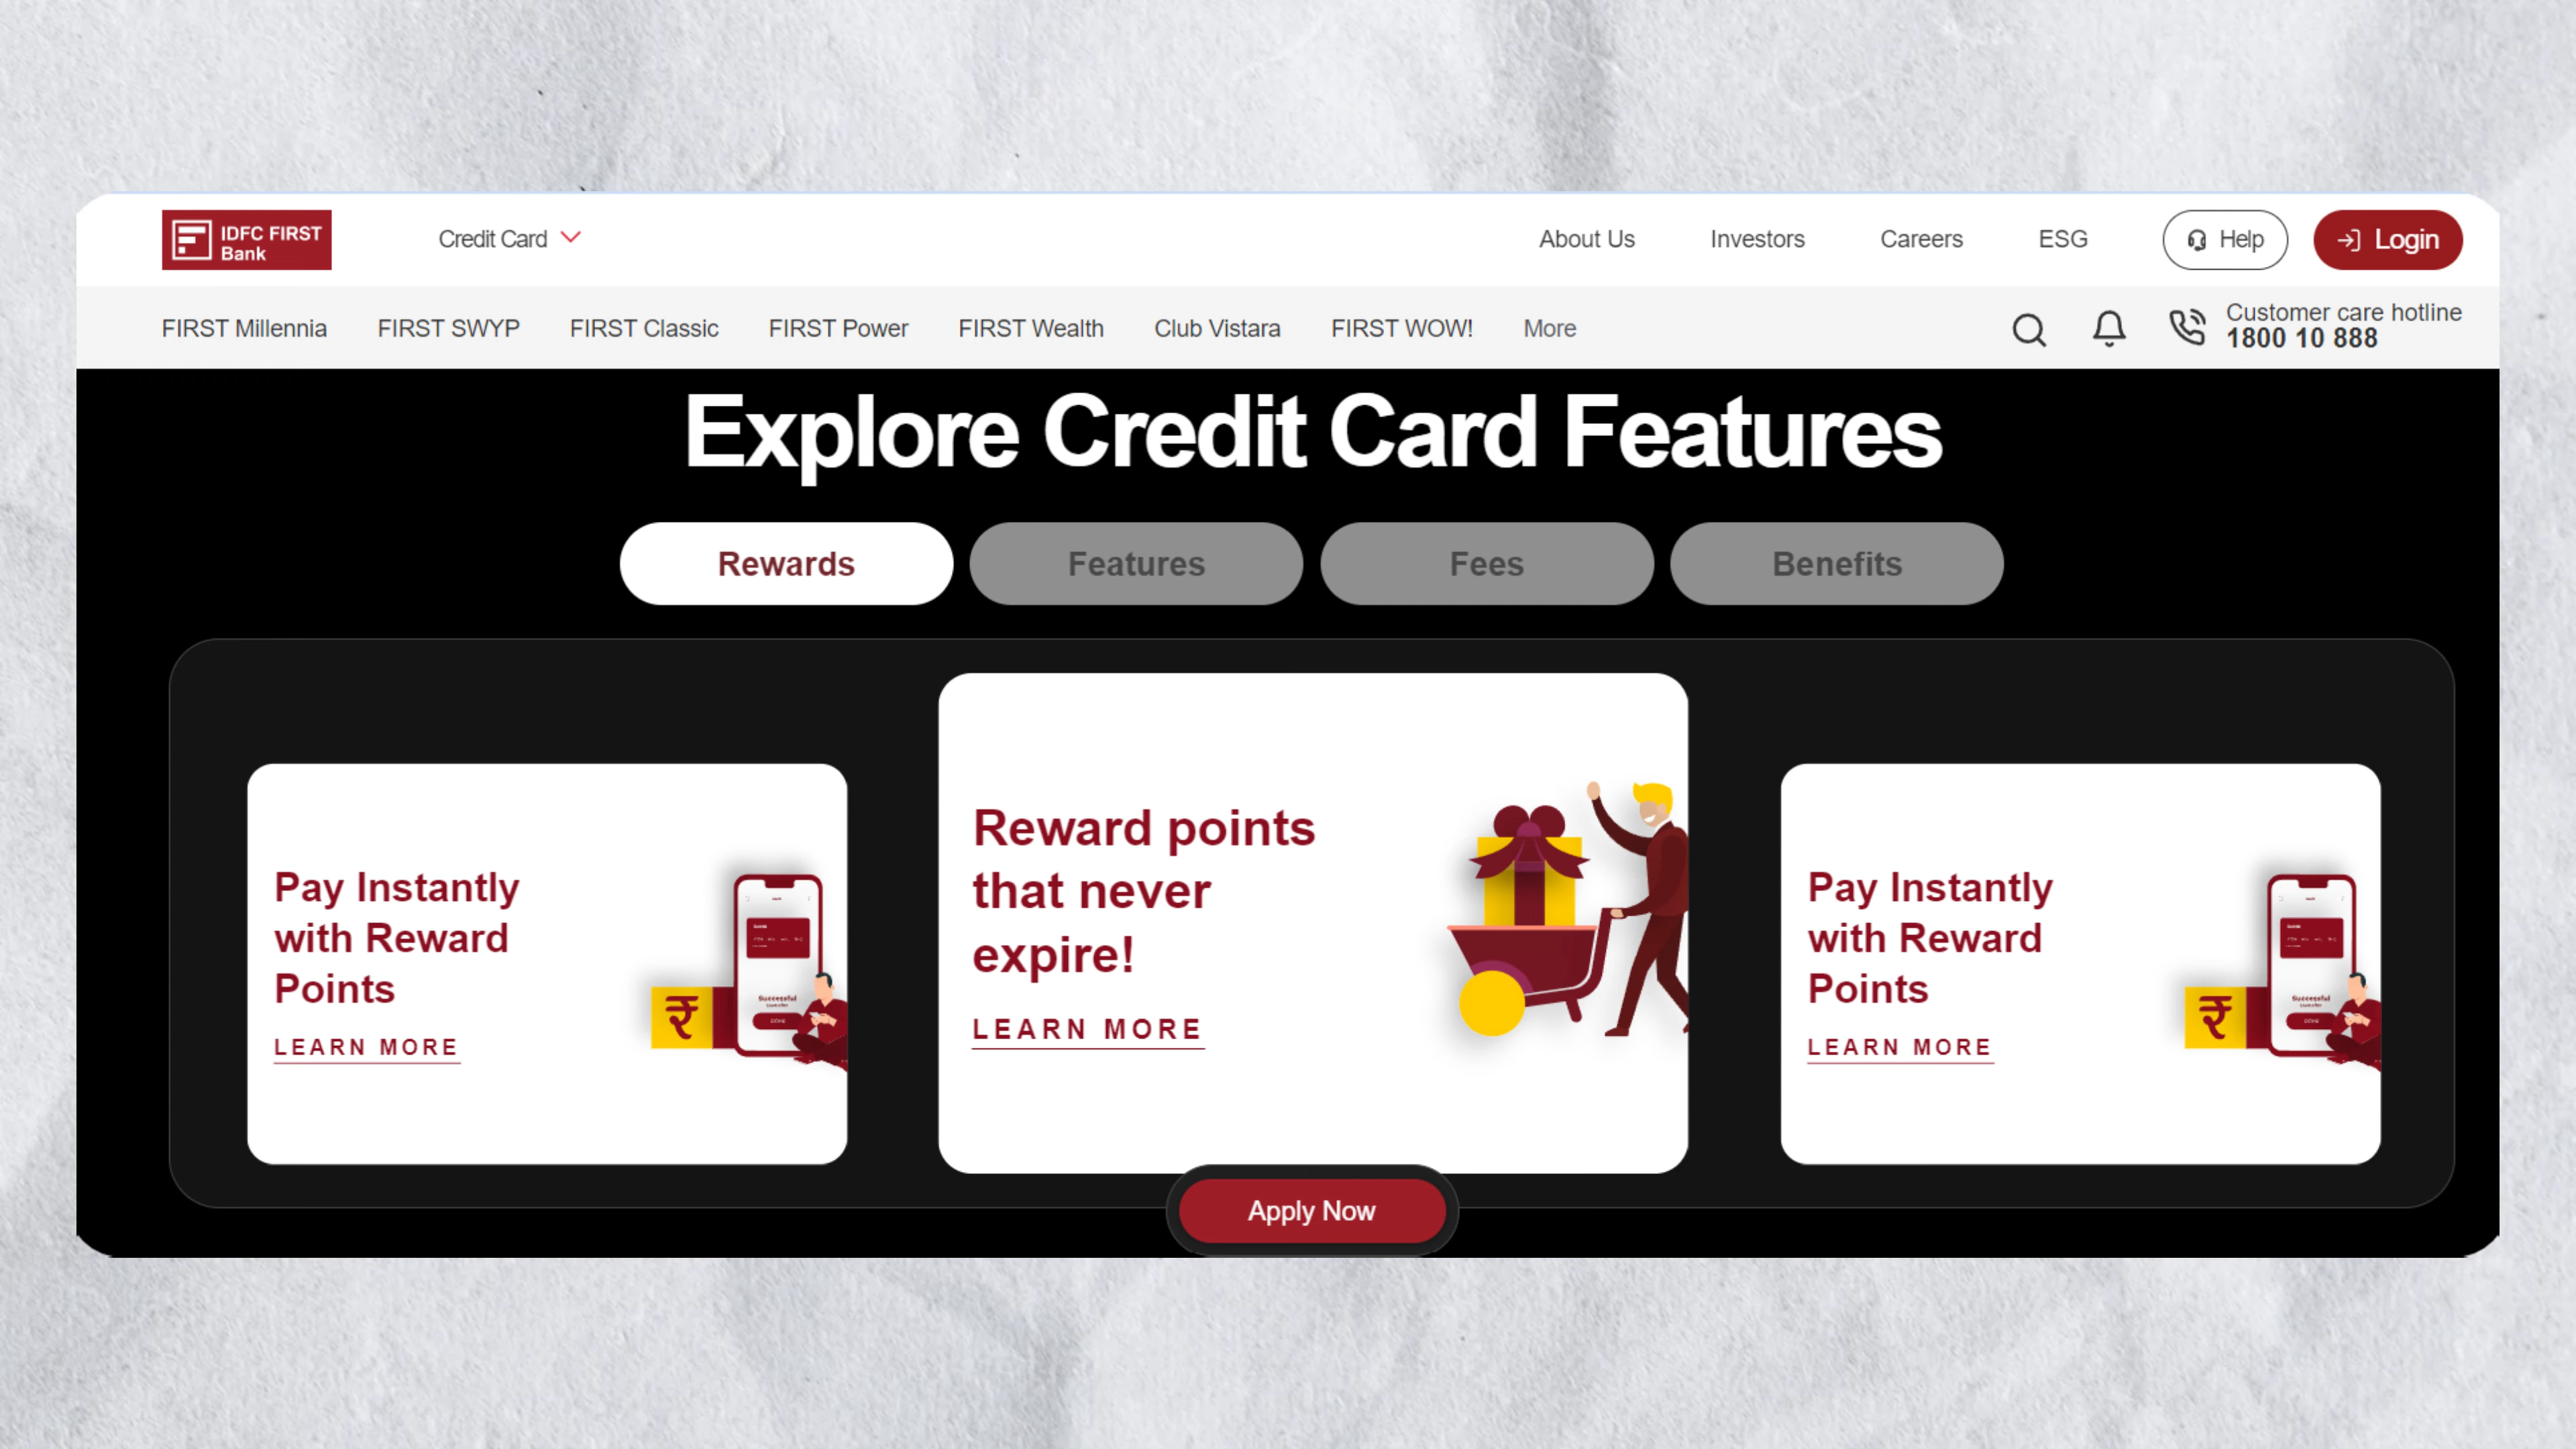 IDFC FIRST
Bank
Credit Card
About Us
Investors
Careers
ESG
Help
Login
FIRST Millennia
FIRST SWYP
FIRST Classic
FIRST Power
FIRST Wealth
Club Vistara
FIRST WOW!
More
Customer care hotline
1800 10 888
Explore Credit Card Features
Rewards
Features
Fees
Benefits
Pay Instantly
with Reward
Points
LEARN MORE
₹
Successful
Reward points
that never
expire!
LEARN MORE
Pay Instantly
with Reward
Points
LEARN MORE
₹
Successful
Apply Now